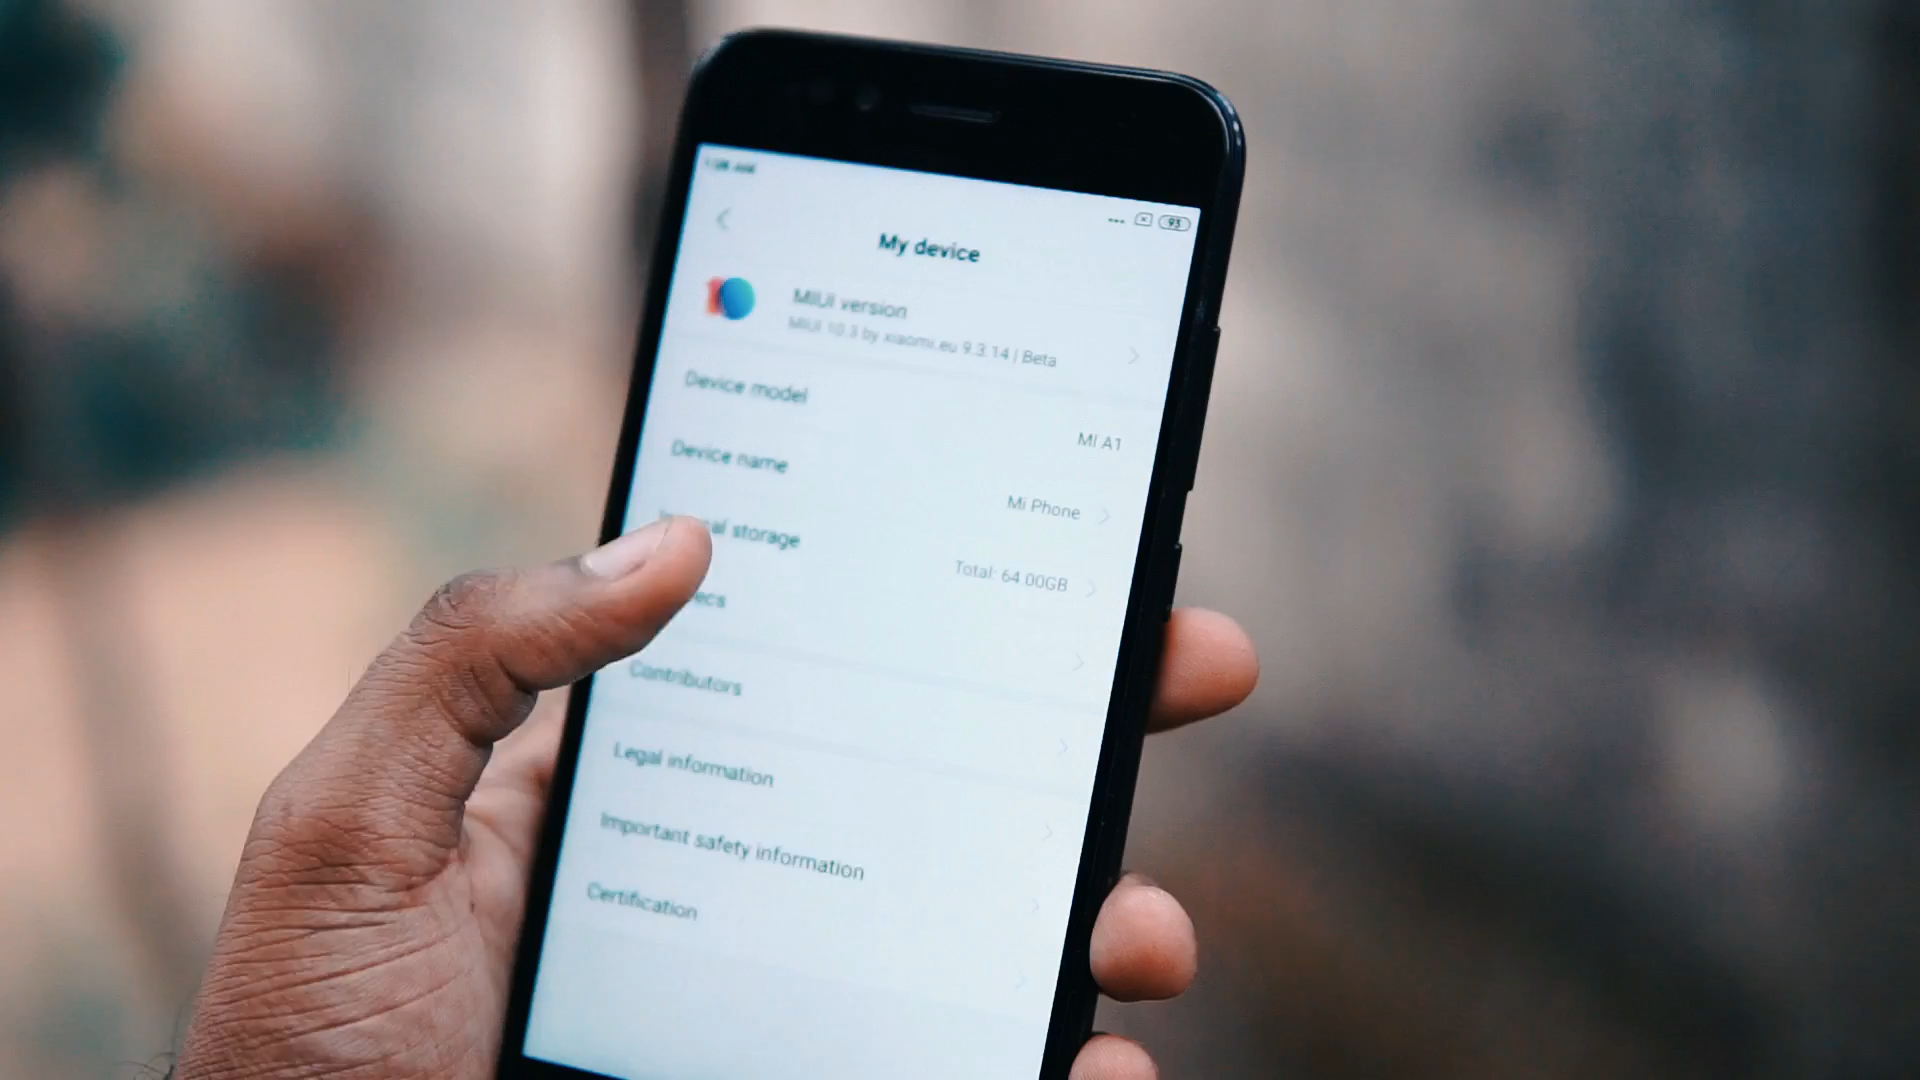 93
My device
MIUI version
MIUI 10.3 by xiaomi.eu 9.3.14 | Beta
Device model
MI A1
Device name
Mi Phone
storage
Total: 64.00GB
Contributors
Legal information
Important safety information
Certification